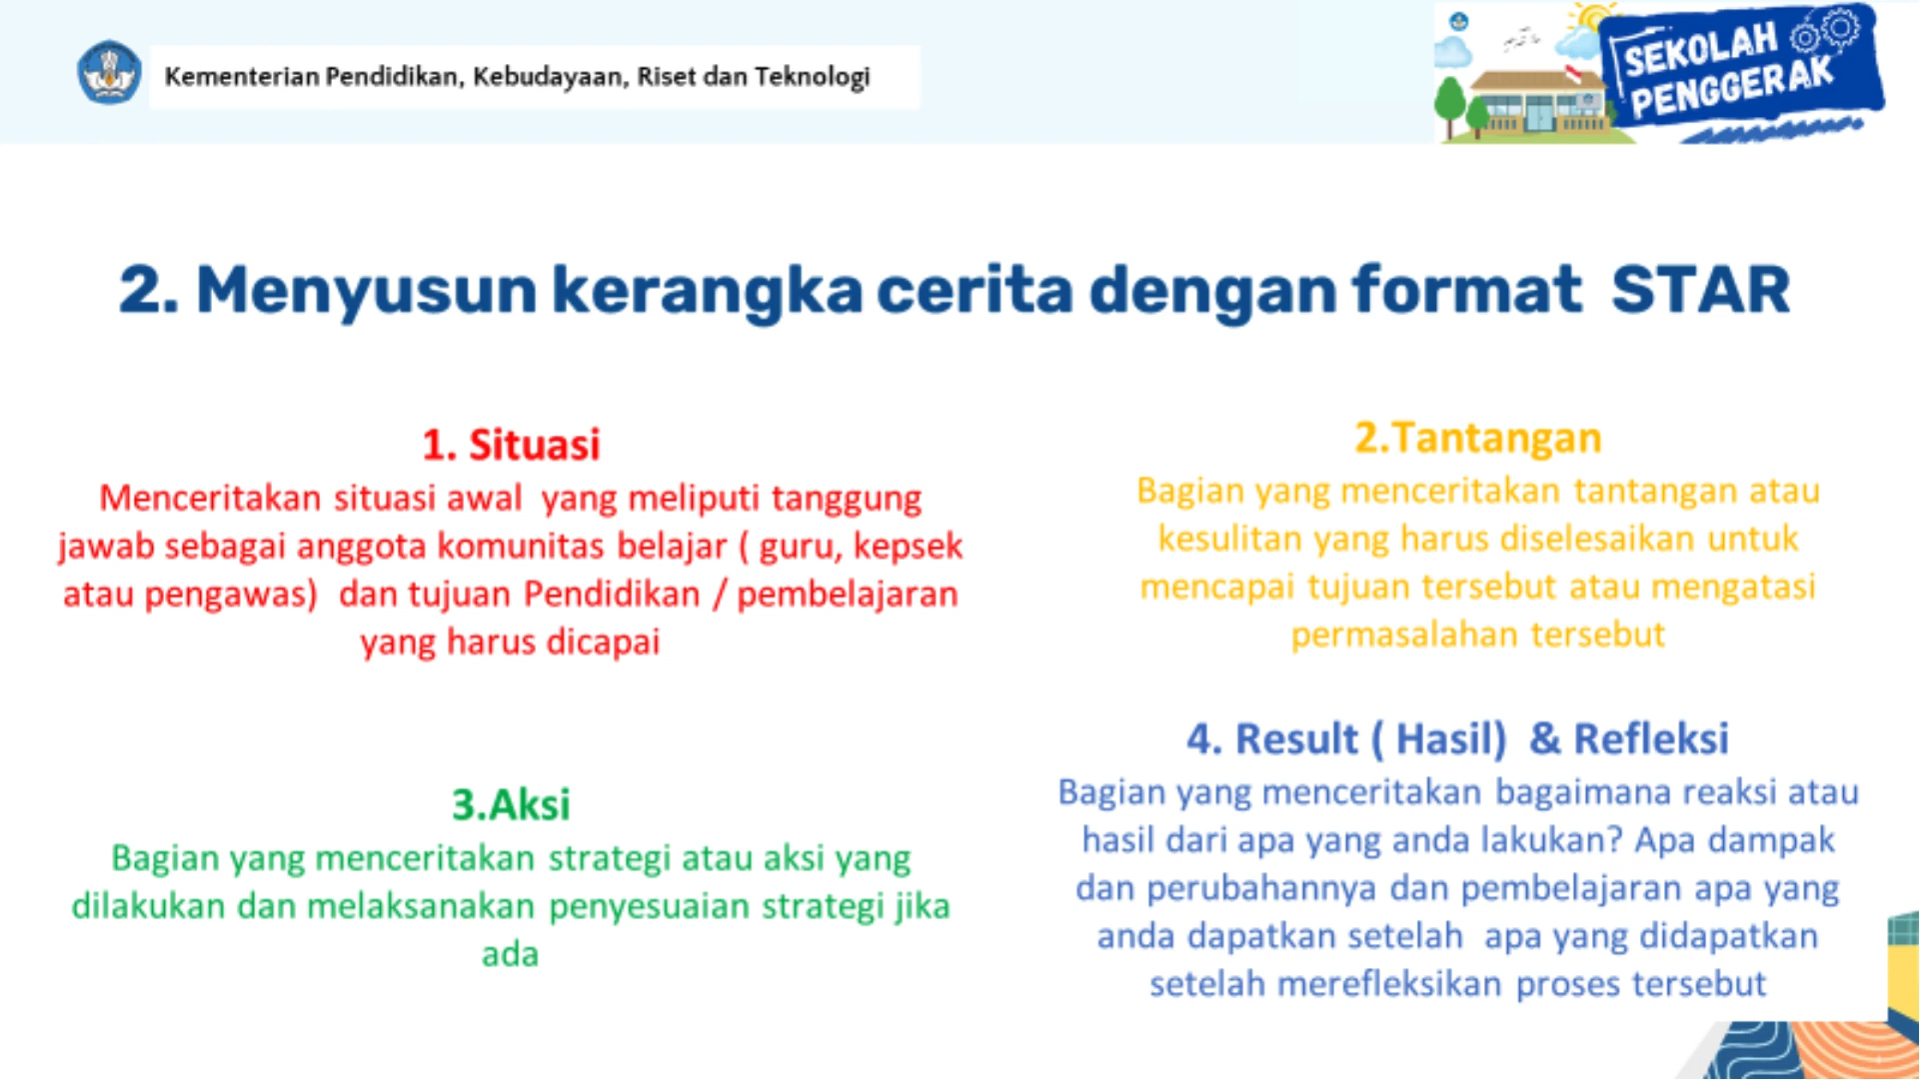 Kementerian Pendidikan, Kebudayaan, Riset dan Teknologi
SEKOLAH
PENGGERAK
2. Menyusun kerangka cerita dengan format STAR
1. Situasi
Menceritakan situasi awal yang meliputi tanggung
jawab sebagai anggota komunitas belajar ( guru, kepsek
atau pengawas) dan tujuan Pendidikan / pembelajaran
yang harus dicapai
2.Tantangan
Bagian yang menceritakan tantangan atau
kesulitan yang harus diselesaikan untuk
mencapai tujuan tersebut atau mengatasi
permasalahan tersebut
3.Aksi
Bagian yang menceritakan strategi atau aksi yang
dilakukan dan melaksanakan penyesuaian strategi jika
ada
4. Result ( Hasil) & Refleksi
Bagian yang menceritakan bagaimana reaksi atau
hasil dari apa yang anda lakukan? Apa dampak
dan perubahannya dan pembelajaran apa yang
anda dapatkan setelah apa yang didapatkan
setelah merefleksikan proses tersebut